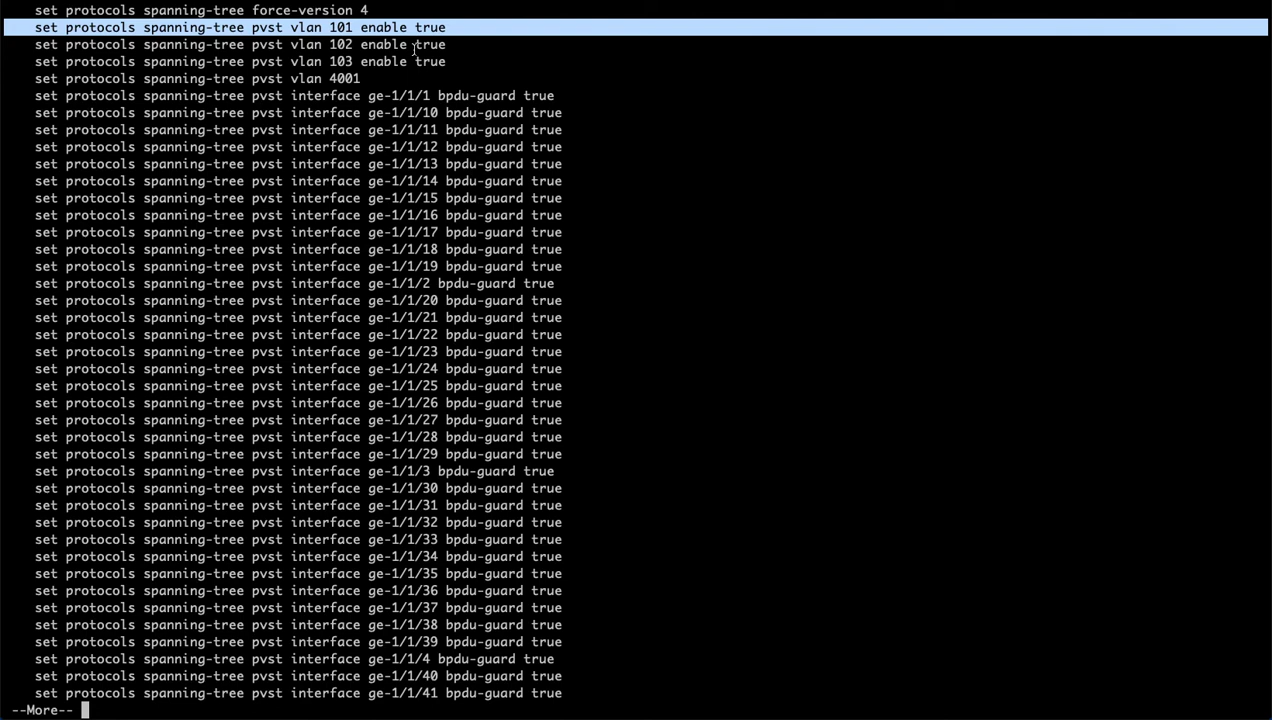 set protocols spanning-tree force-version 4
set protocols spanning-tree pvst vlan 101 enable true
set protocols spanning-tree pvst vlan 102 enable true
set protocols spanning-tree pvst vlan 103 enable true
set protocols spanning-tree pvst vlan 4001
set protocols spanning-tree pvst interface ge-1/1/1 bpdu-guard true
set protocols spanning-tree pvst interface ge-1/1/10 bpdu-guard true
set protocols spanning-tree pvst interface ge-1/1/11 bpdu-guard true
set protocols spanning-tree pvst interface ge-1/1/12 bpdu-guard true
set protocols spanning-tree pvst interface ge-1/1/13 bpdu-guard true
set protocols spanning-tree pvst interface ge-1/1/14 bpdu-guard true
set protocols spanning-tree pvst interface ge-1/1/15 bpdu-guard true
set protocols spanning-tree pvst interface ge-1/1/16 bpdu-guard true
set protocols spanning-tree pvst interface ge-1/1/17 bpdu-guard true
set protocols spanning-tree pvst interface ge-1/1/18 bpdu-guard true
set protocols spanning-tree pvst interface ge-1/1/19 bpdu-guard true
set protocols spanning-tree pvst interface ge-1/1/2 bpdu-guard true
set protocols spanning-tree pvst interface ge-1/1/20 bpdu-guard true
set protocols spanning-tree pvst interface ge-1/1/21 bpdu-guard true
set protocols spanning-tree pvst interface ge-1/1/22 bpdu-guard true
set protocols spanning-tree pvst interface ge-1/1/23 bpdu-guard true
set protocols spanning-tree pvst interface ge-1/1/24 bpdu-guard true
set protocols spanning-tree pvst interface ge-1/1/25 bpdu-guard true
set protocols spanning-tree pvst interface ge-1/1/26 bpdu-guard true
set protocols spanning-tree pvst interface ge-1/1/27 bpdu-guard true
set protocols spanning-tree pvst interface ge-1/1/28 bpdu-guard true
set protocols spanning-tree pvst interface ge-1/1/29 bpdu-guard true
set protocols spanning-tree pvst interface ge-1/1/3 bpdu-guard true
set protocols spanning-tree pvst interface ge-1/1/30 bpdu-guard true
set protocols spanning-tree pvst interface ge-1/1/31 bpdu-guard true
set protocols spanning-tree pvst interface ge-1/1/32 bpdu-guard true
set protocols spanning-tree pvst interface ge-1/1/33 bpdu-guard true
set protocols spanning-tree pvst interface ge-1/1/34 bpdu-guard true
set protocols spanning-tree pvst interface ge-1/1/35 bpdu-guard true
set protocols spanning-tree pvst interface ge-1/1/36 bpdu-guard true
set protocols spanning-tree pvst interface ge-1/1/37 bpdu-guard true
set protocols spanning-tree pvst interface ge-1/1/38 bpdu-guard true
set protocols spanning-tree pvst interface ge-1/1/39 bpdu-guard true
set protocols spanning-tree pvst interface ge-1/1/4 bpdu-guard true
set protocols spanning-tree pvst interface ge-1/1/40 bpdu-guard true
set protocols spanning-tree pvst interface ge-1/1/41 bpdu-guard true
--More--